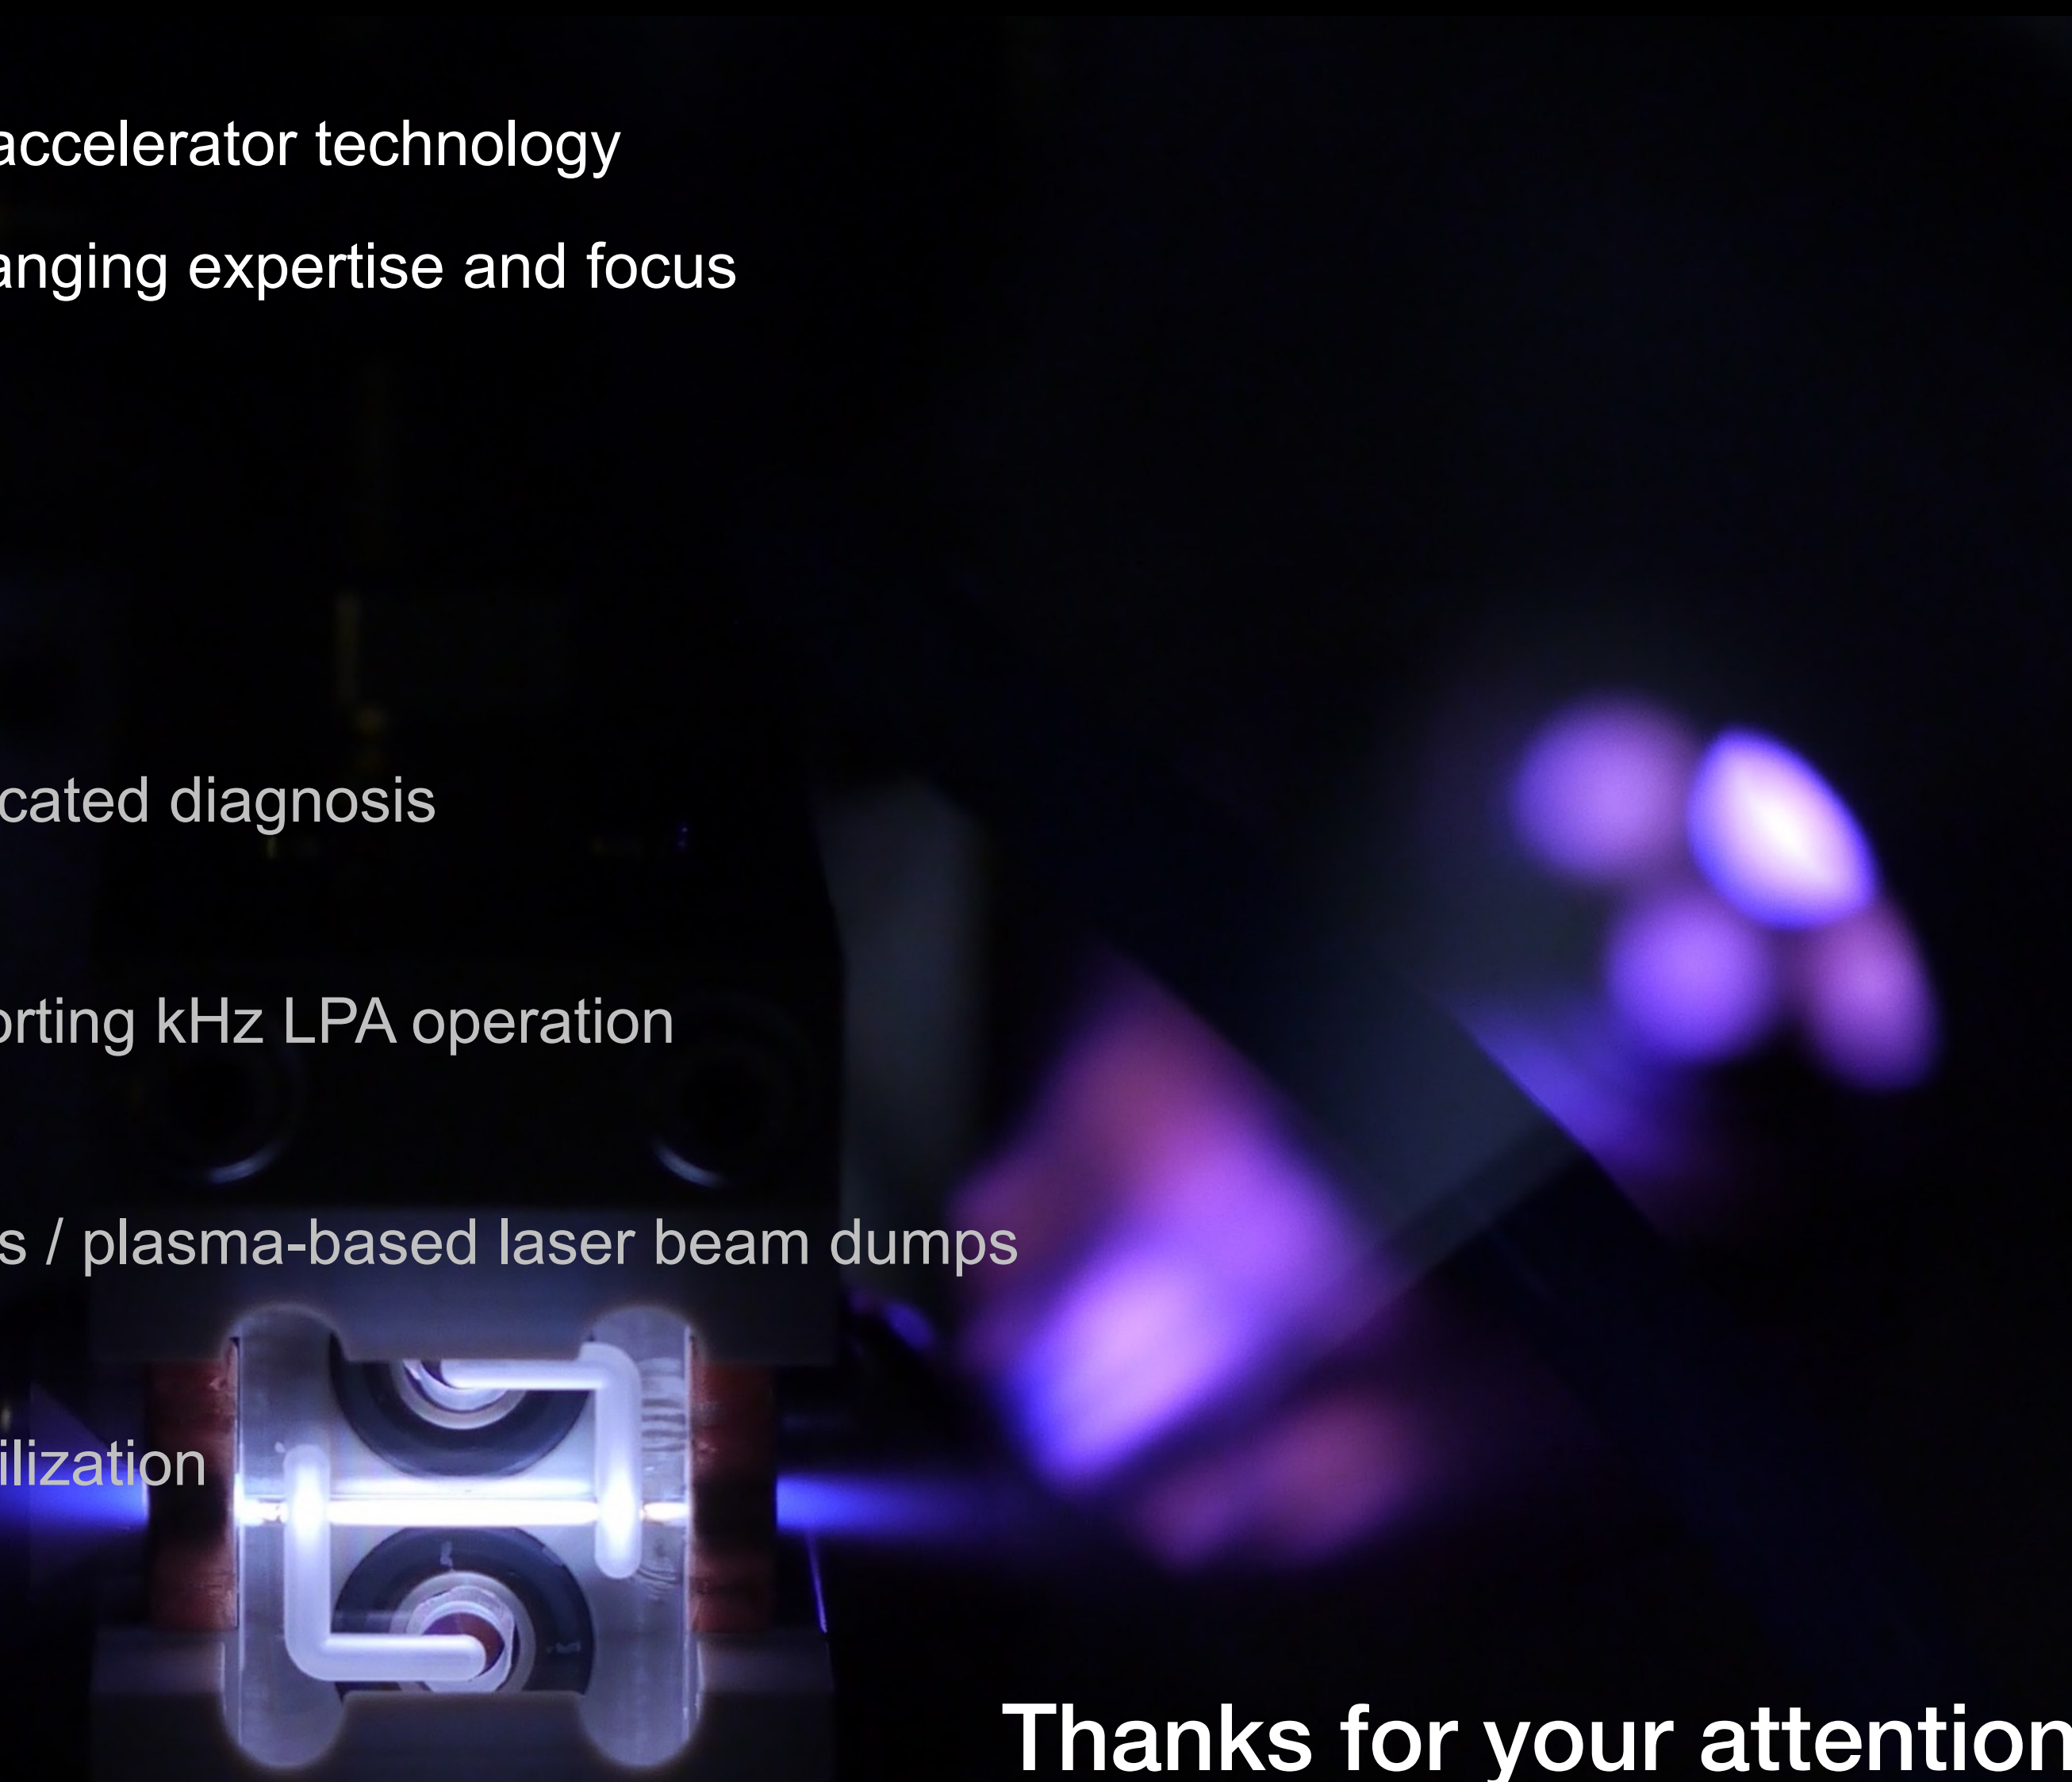 accelerator technology
anging expertise and focus
cated diagnosis
orting kHz LPA operation
s / plasma-based laser beam dumps
ilization
Thanks for your attention